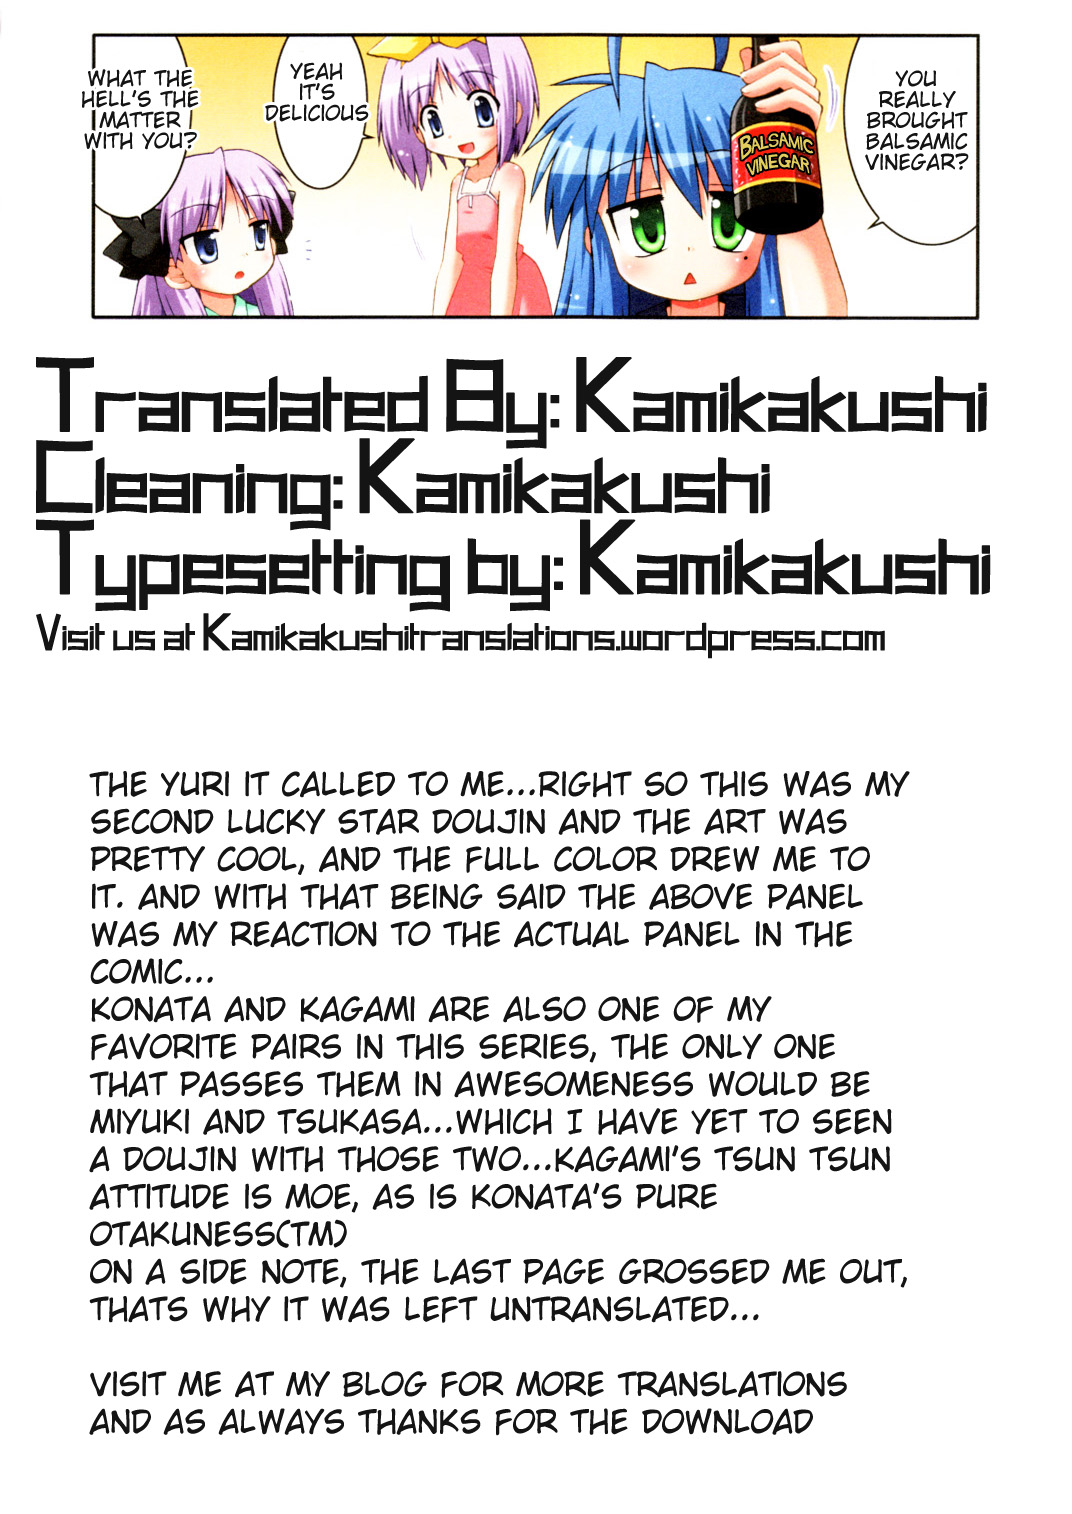 YOU
REALLY
BROUGHT
BALSAMIC
VINEGAR?
BALSAMIC
VINEGAR
YEAH
IT'S
DELICIOUS
WHAT THE
HELL'S THE
MATTER
WITH YOU?
Translated By: Kamikakushi
Cleaning: Kamikakushi
Typesetting by: Kamikakushi
Visit us at Kamikakushitranslations.wordpress.com
THE YURI IT CALLED TO ME...RIGHT SO THIS WAS MY
SECOND LUCKY STAR DOUJIN AND THE ART WAS
PRETTY COOL, AND THE FULL COLOR DREW ME TO
IT. AND WITH THAT BEING SAID THE ABOVE PANEL
WAS MY REACTION TO THE ACTUAL PANEL IN THE
COMIC...
KONATA AND KAGAMI ARE ALSO ONE OF MY
FAVORITE PAIRS IN THIS SERIES, THE ONLY ONE
THAT PASSES THEM IN AWESOMENESS WOULD BE
MIYUKI AND TSUKASA...WHICH I HAVE YET TO SEEN
A DOUJIN WITH THOSE TWO...KAGAMI'S TSUN TSUN
ATTITUDE IS MOE, AS IS KONATA'S PURE
OTAKUNESS(TM)
ON A SIDE NOTE, THE LAST PAGE GROSSED ME OUT,
THATS WHY IT WAS LEFT UNTRANSLATED...
VISIT ME AT MY BLOG FOR MORE TRANSLATIONS
AND AS ALWAYS THANKS FOR THE DOWNLOAD